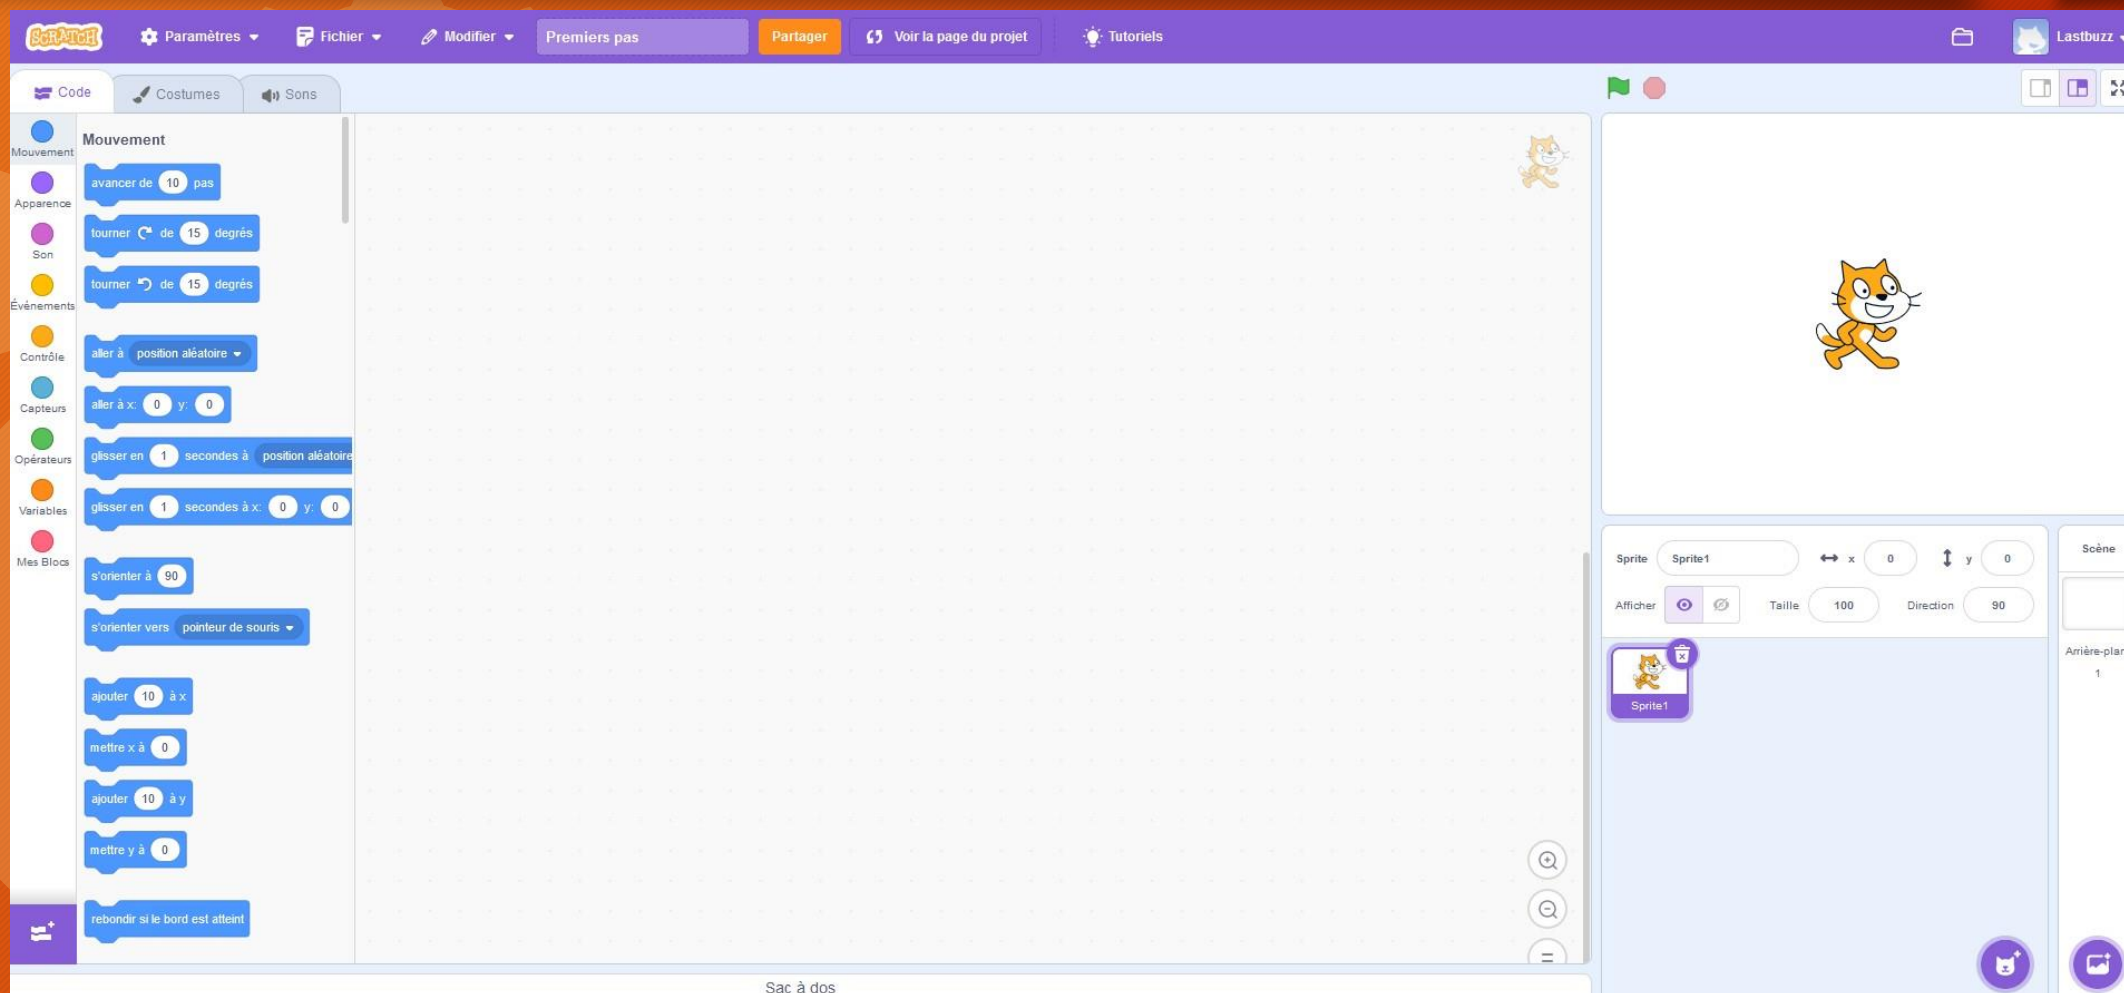 SCRATCH Paramètres Fichier Modifier Premiers pas Partager Voir la page du projet Tutoriels Lastbuzz
Code Costumes Sons
Mouvement
Apparence
Son
Événements
Contrôle
Capteurs
Opérateurs
Variables
Mes Blocs
Mouvement
avancer de 10 pas
tourner de 15 degrés
tourner de 15 degrés
aller à position aléatoire
aller à x: 0 y: 0
glisser en 1 secondes à position aléatoire
glisser en 1 secondes à x: 0 y: 0
s'orienter à 90
s'orienter vers pointeur de souris
ajouter 10 à x
mettre x à 0
ajouter 10 à y
mettre y à 0
rebondir si le bord est atteint
Sac à dos
Sprite Sprite1 x 0 y 0
Afficher Taille 100 Direction 90
Sprite1
Scène
Arrière-plan
1